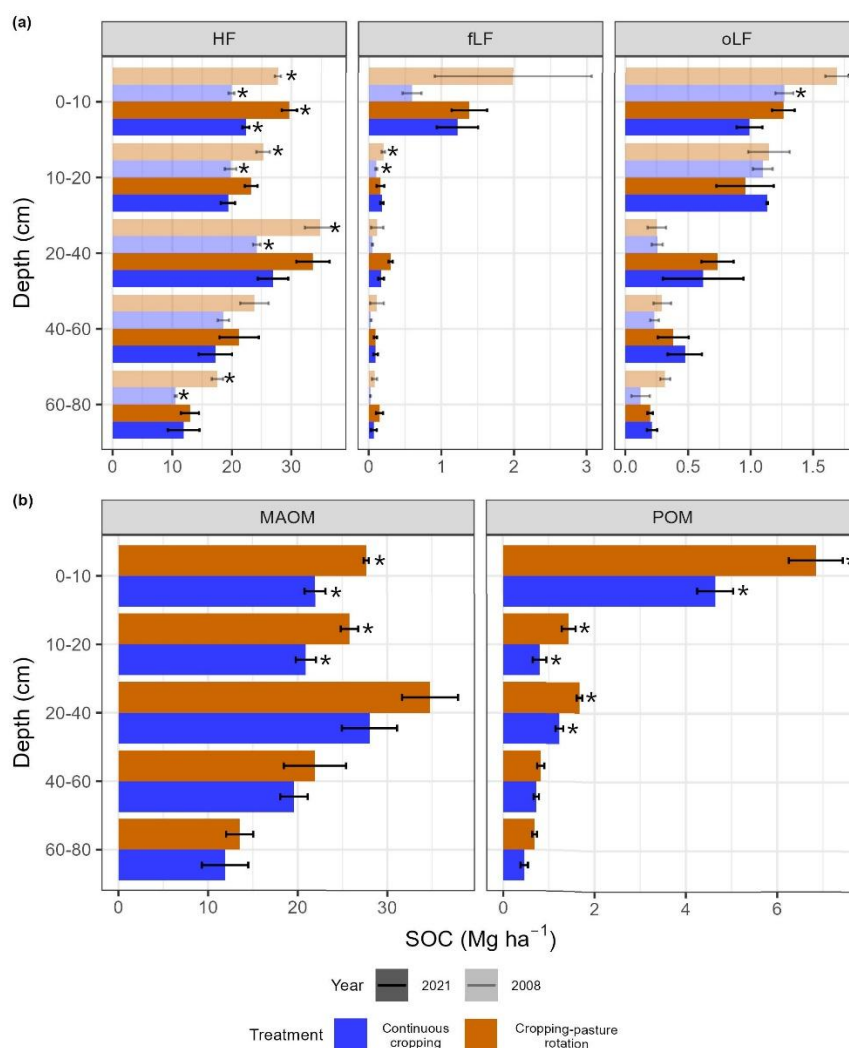 (a)
HF fLF oLF
Depth (cm)
0-10
10-20
20-40
40-60
60-80
* * * * * * * * * * * * *
0 10 20 30 0 1 2 3 0.0 0.5 1.0 1.5
(b)
MAOM POM
Depth (cm)
0-10
10-20
20-40
40-60
60-80
* * * * * * * * * *
0 10 20 30 0 2 4 6
SOC (Mg ha⁻¹)
Year 2021 2008
Treatment Continuous cropping Cropping-pasture rotation